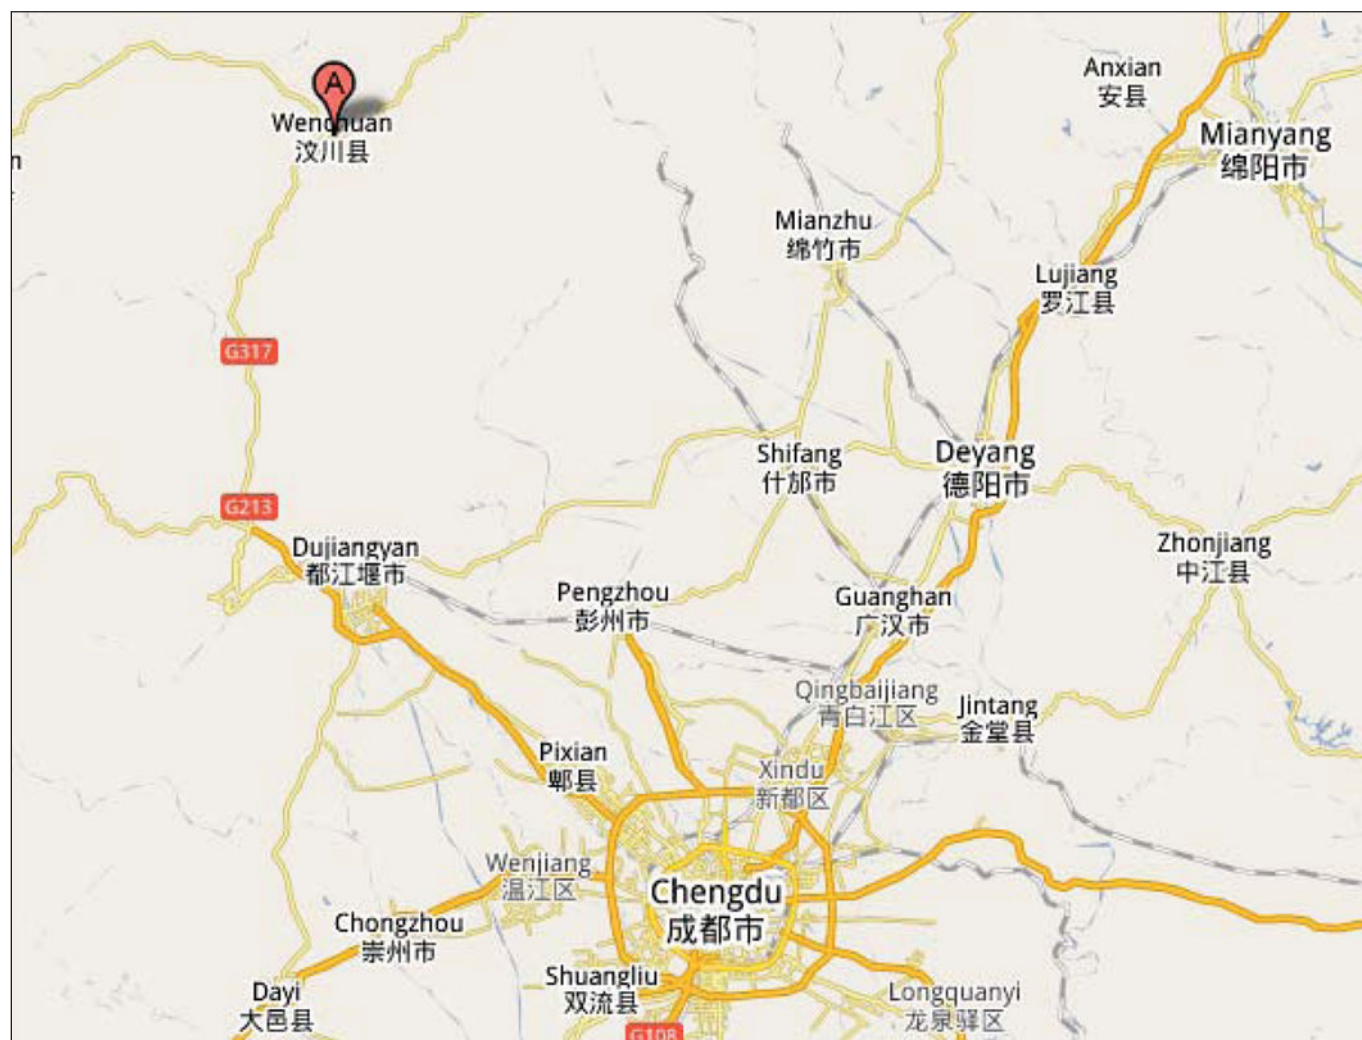 Anxian
安县
A
Wenchuan
汶川县
Mianyang
绵阳市
n
Mianzhu
绵竹市
Lujiang
罗江县
G317
Shifang
什邡市
Deyang
德阳市
G213
Dujiangyan
都江堰市
Zhonjiang
中江县
Pengzhou
彭州市
Guanghan
广汉市
Qingbaijiang
青白江区
Jintang
金堂县
Pixian
郫县
Xindu
新都区
Wenjiang
温江区
Chengdu
成都市
Chongzhou
崇州市
Shuangliu
双流县
Dayi
大邑县
Longquanyi
龙泉驿区
G108